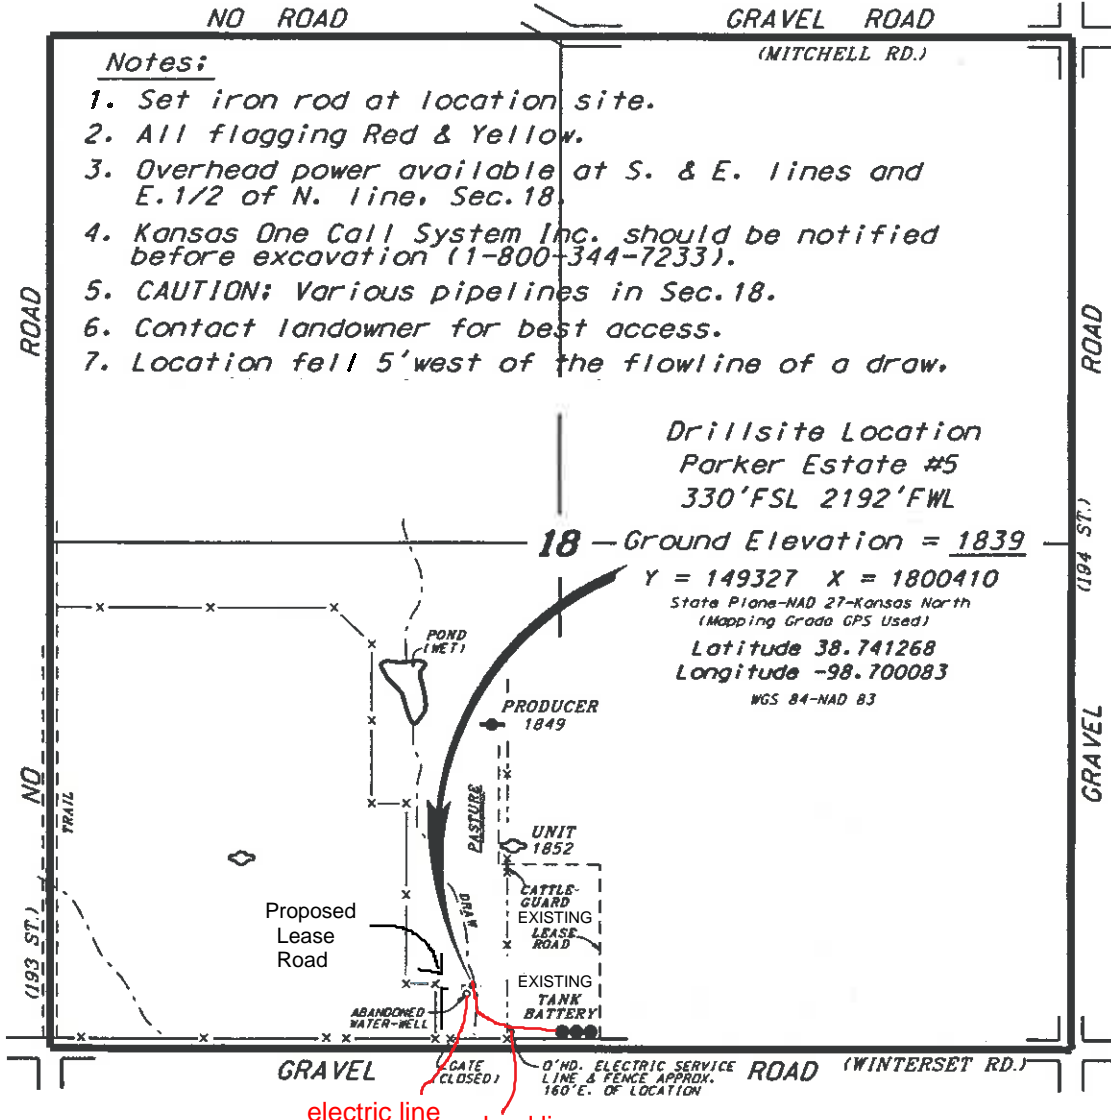 NO ROAD
GRAVEL ROAD
(MITCHELL RD.)
Notes:
1. Set iron rod at location site.
2. All flagging Red & Yellow.
3. Overhead power available at S. & E. lines and
E.1/2 of N. line, Sec.18.
4. Kansas One Call System Inc. should be notified
before excavation (1-800-344-7233).
5. CAUTION: Various pipelines in Sec.18.
6. Contact landowner for best access.
7. Location fell 5'west of the flowline of a draw.
ROAD
ROAD
Drillsite Location
Parker Estate #5
330'FSL 2192'FWL
18
Ground Elevation = 1839
Y = 149327 X = 1800410
State Plane-NAD 27-Kansas North
(Mapping Grade GPS Used)
Latitude 38.741268
Longitude -98.700083
WGS 84-NAD 83
(194 ST.)
GRAVEL
POND
(WET)
PRODUCER
1849
NO
TRAIL
PASTURE
UNIT
1852
CATTLE-
GUARD
EXISTING
LEASE
ROAD
DRAW
Proposed
Lease
Road
(193 ST.)
EXISTING
TANK
BATTERY
ABANDONED
WATER-WELL
GRAVEL
GATE
(CLOSED)
O'HD. ELECTRIC SERVICE
LINE & FENCE APPROX.
160'E. OF LOCATION
ROAD
(WINTERSET RD.)
electric line